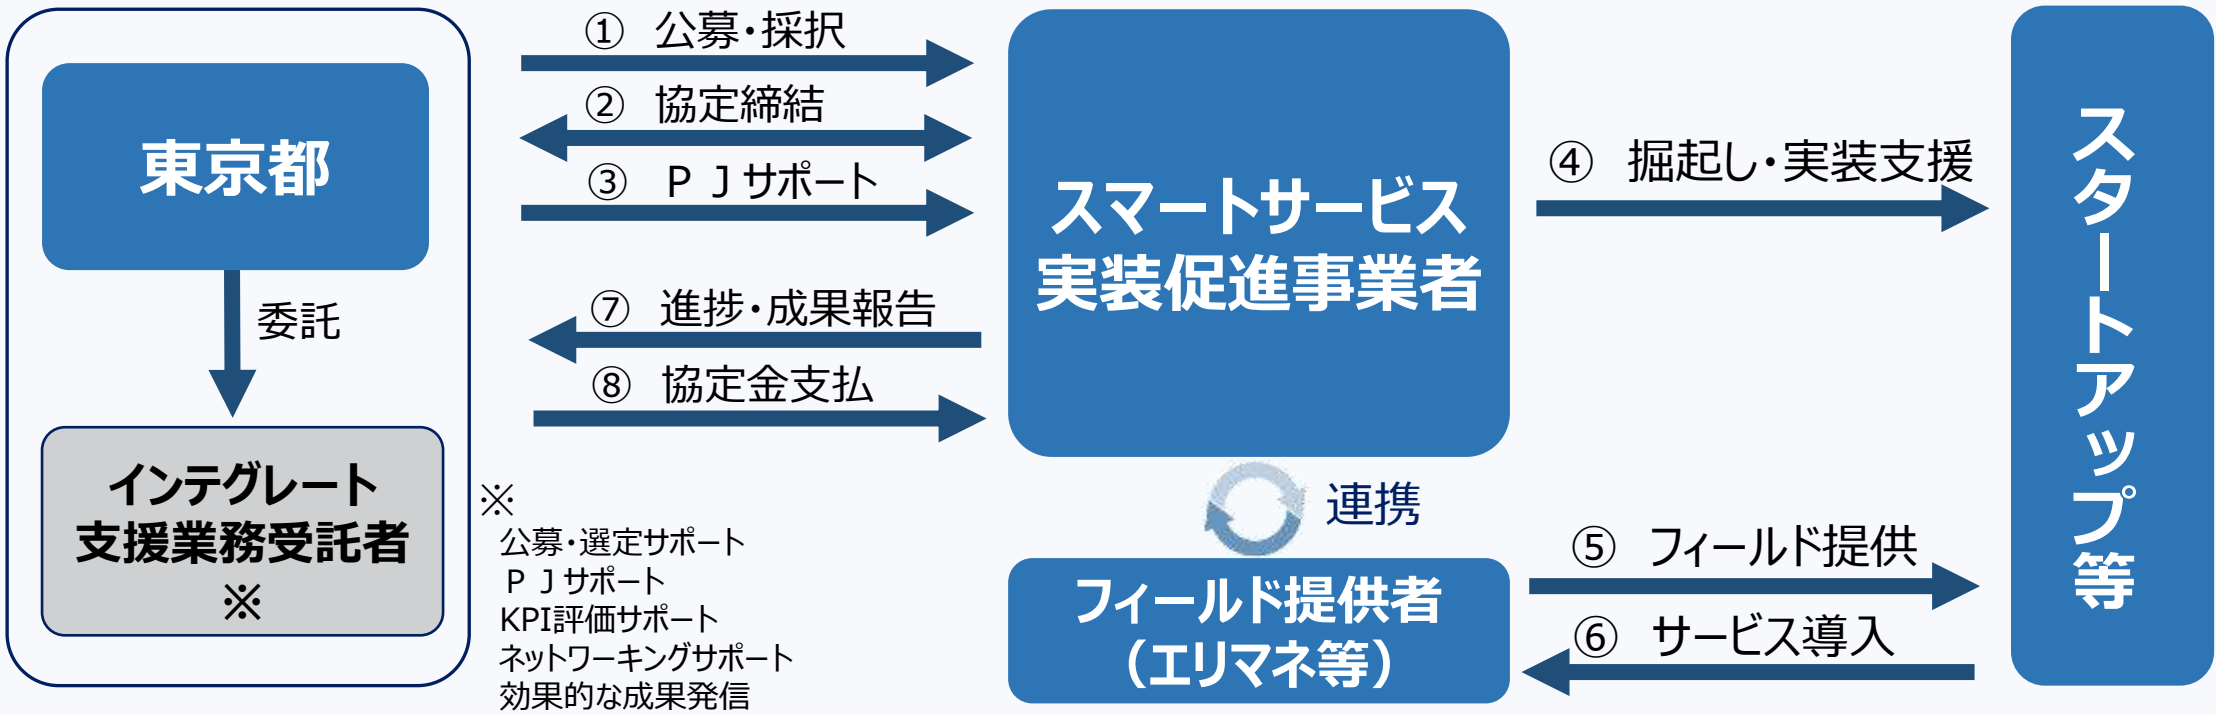 東京都
委託
インテグレート
支援業務受託者
※
① 公募・採択
② 協定締結
③ ＰＪサポート
⑦ 進捗・成果報告
⑧ 協定金支払
※
公募・選定サポート
ＰＪサポート
KPI評価サポート
ネットワーキングサポート
効果的な成果発信
スマートサービス
実装促進事業者
連携
フィールド提供者
（エリマネ等）
④ 掘起し・実装支援
⑤ フィールド提供
⑥ サービス導入
スタートアップ等